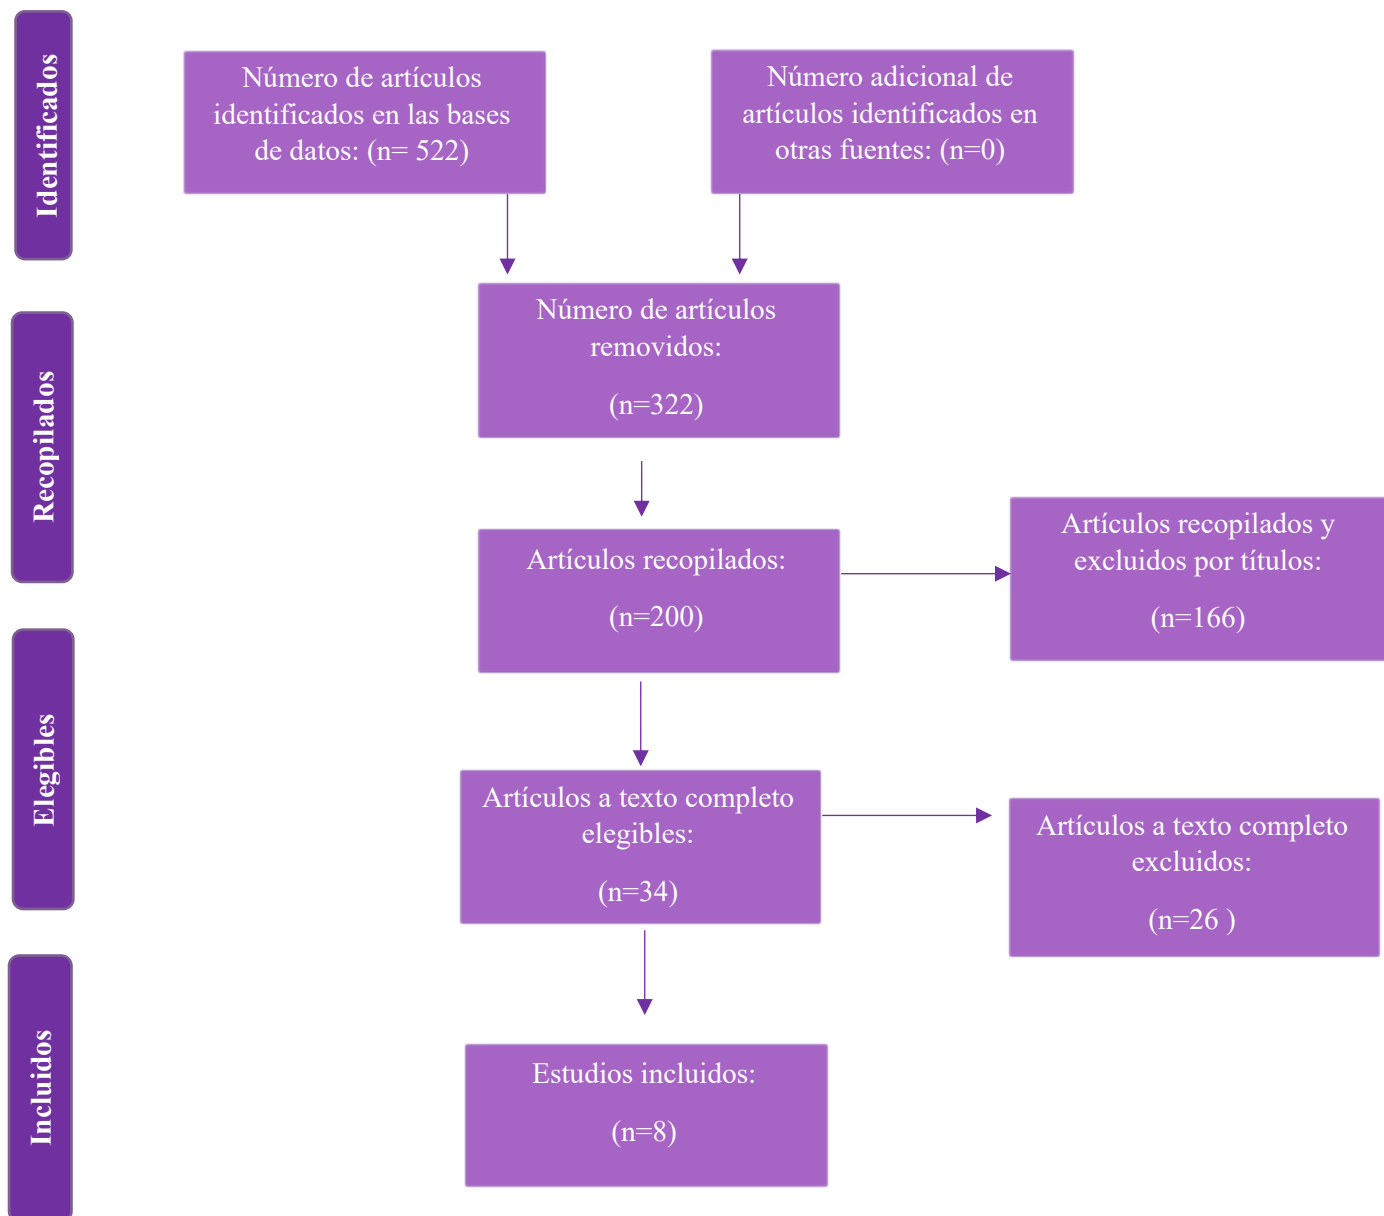 Identificados
Número de artículos
identificados en las bases
de datos: (n= 522)
Número adicional de
artículos identificados en
otras fuentes: (n=0)
Recopilados
Número de artículos
removidos:
(n=322)
Artículos recopilados:
(n=200)
Artículos recopilados y
excluidos por títulos:
(n=166)
Elegibles
Artículos a texto completo
elegibles:
(n=34)
Artículos a texto completo
excluidos:
(n=26 )
Incluidos
Estudios incluidos:
(n=8)